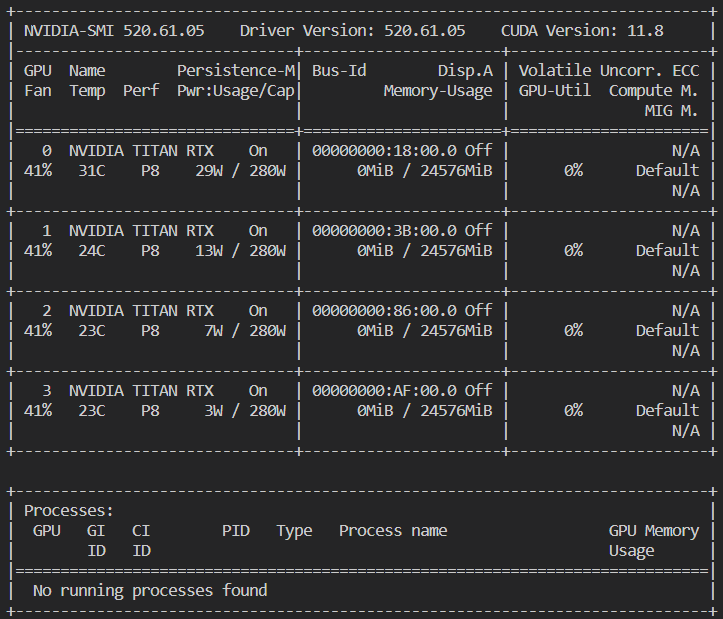 +-----------------------------------------------------------------------------+
| NVIDIA-SMI 520.61.05    Driver Version: 520.61.05    CUDA Version: 11.8     |
|-------------------------------+----------------------+----------------------+
| GPU  Name        Persistence-M| Bus-Id        Disp.A | Volatile Uncorr. ECC |
| Fan  Temp  Perf  Pwr:Usage/Cap|         Memory-Usage | GPU-Util  Compute M. |
|                               |                      |               MIG M. |
|===============================+======================+======================|
|   0  NVIDIA TITAN RTX    On   | 00000000:18:00.0 Off |                  N/A |
| 41%   31C    P8    29W / 280W |      0MiB / 24576MiB |      0%      Default |
|                               |                      |                  N/A |
+-------------------------------+----------------------+----------------------+
|   1  NVIDIA TITAN RTX    On   | 00000000:3B:00.0 Off |                  N/A |
| 41%   24C    P8    13W / 280W |      0MiB / 24576MiB |      0%      Default |
|                               |                      |                  N/A |
+-------------------------------+----------------------+----------------------+
|   2  NVIDIA TITAN RTX    On   | 00000000:86:00.0 Off |                  N/A |
| 41%   23C    P8     7W / 280W |      0MiB / 24576MiB |      0%      Default |
|                               |                      |                  N/A |
+-------------------------------+----------------------+----------------------+
|   3  NVIDIA TITAN RTX    On   | 00000000:AF:00.0 Off |                  N/A |
| 41%   23C    P8     3W / 280W |      0MiB / 24576MiB |      0%      Default |
|                               |                      |                  N/A |
+-------------------------------+----------------------+----------------------+

+-----------------------------------------------------------------------------+
| Processes:                                                                  |
|  GPU   GI   CI        PID   Type   Process name                  GPU Memory |
|        ID   ID                                                   Usage      |
|=============================================================================|
|  No running processes found                                                 |
+-----------------------------------------------------------------------------+